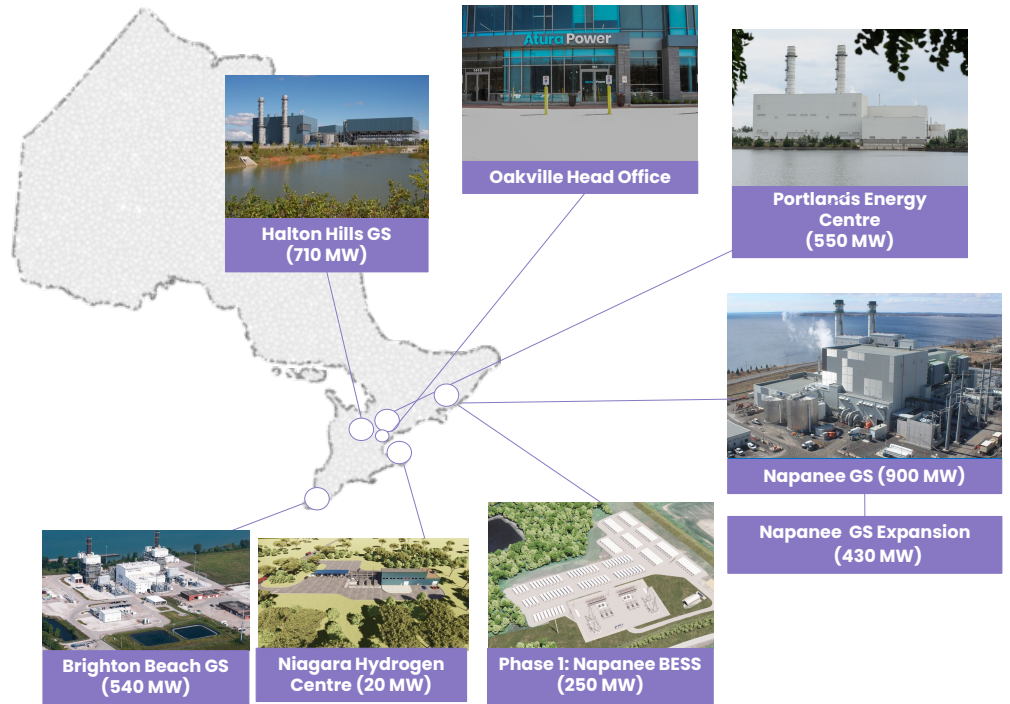 Atura Power
Oakville Head Office
Portlands Energy
Centre
(550 MW)
Halton Hills GS
(710 MW)
Napanee GS (900 MW)
Napanee GS Expansion
(430 MW)
Brighton Beach GS
(540 MW)
Niagara Hydrogen
Centre (20 MW)
Phase 1: Napanee BESS
(250 MW)